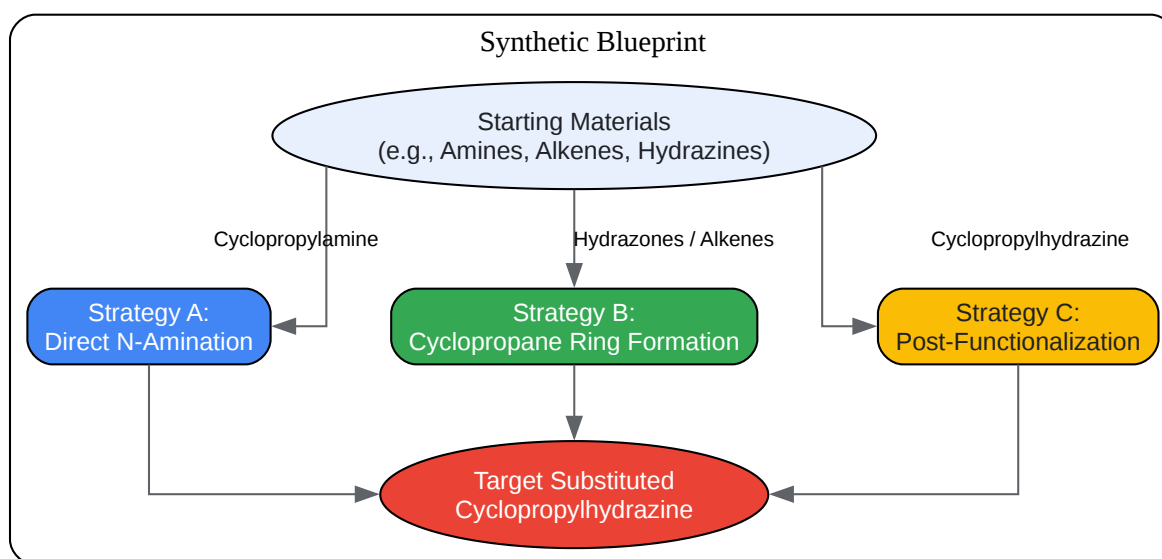 Synthetic Blueprint
Starting Materials
(e.g., Amines, Alkenes, Hydrazines)
Cyclopropylamine
Hydrazones / Alkenes
Cyclopropylhydrazine
Strategy A:
Direct N-Amination
Strategy B:
Cyclopropane Ring Formation
Strategy C:
Post-Functionalization
Target Substituted
Cyclopropylhydrazine